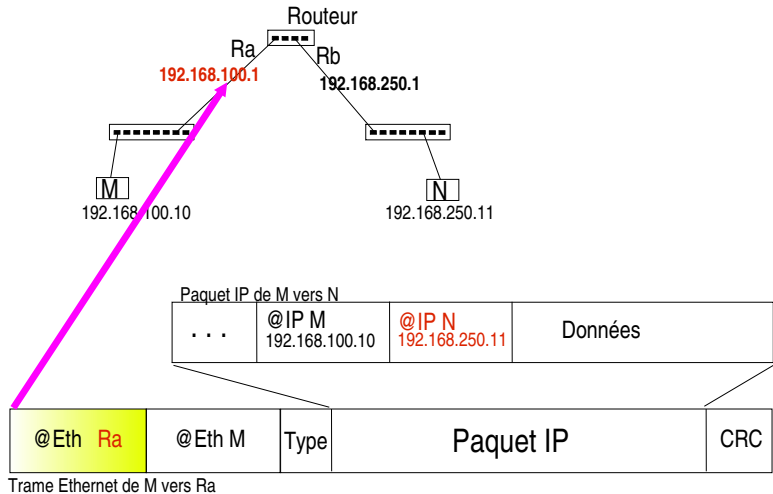 Routeur
Ra
Rb
192.168.100.1
192.168.250.1
M
N
192.168.100.10
192.168.250.11
Paquet IP de M vers N
. . .
@IP M
192.168.100.10
@IP N
192.168.250.11
Données
@Eth Ra
@Eth M
Type
Paquet IP
CRC
Trame Ethernet de M vers Ra